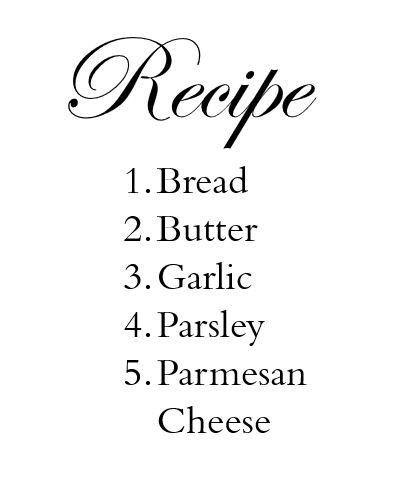 Recipe
1. Bread
2. Butter
3. Garlic
4. Parsley
5. Parmesan
Cheese